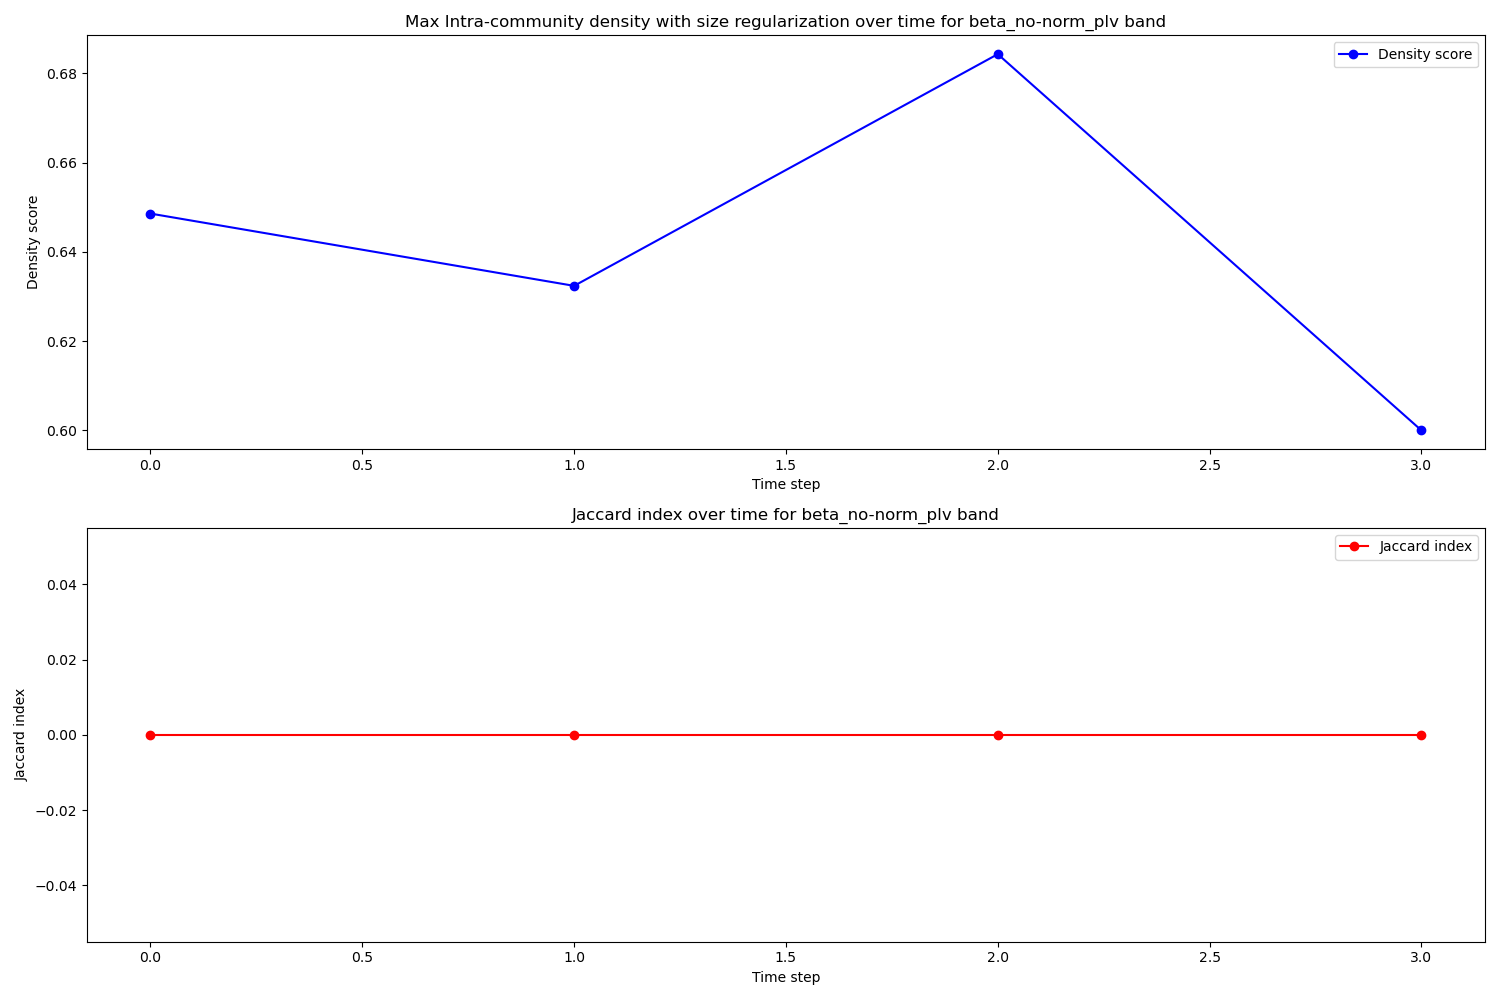 Max Intra-community density with size regularization over time for beta_no-norm_plv band
Density score
0.68
0.66
0.64
0.62
0.60
Density score
0.0 0.5 1.0 1.5 2.0 2.5 3.0
Time step
Jaccard index over time for beta_no-norm_plv band
Jaccard index
0.04
0.02
0.00
−0.02
−0.04
Jaccard index
0.0 0.5 1.0 1.5 2.0 2.5 3.0
Time step